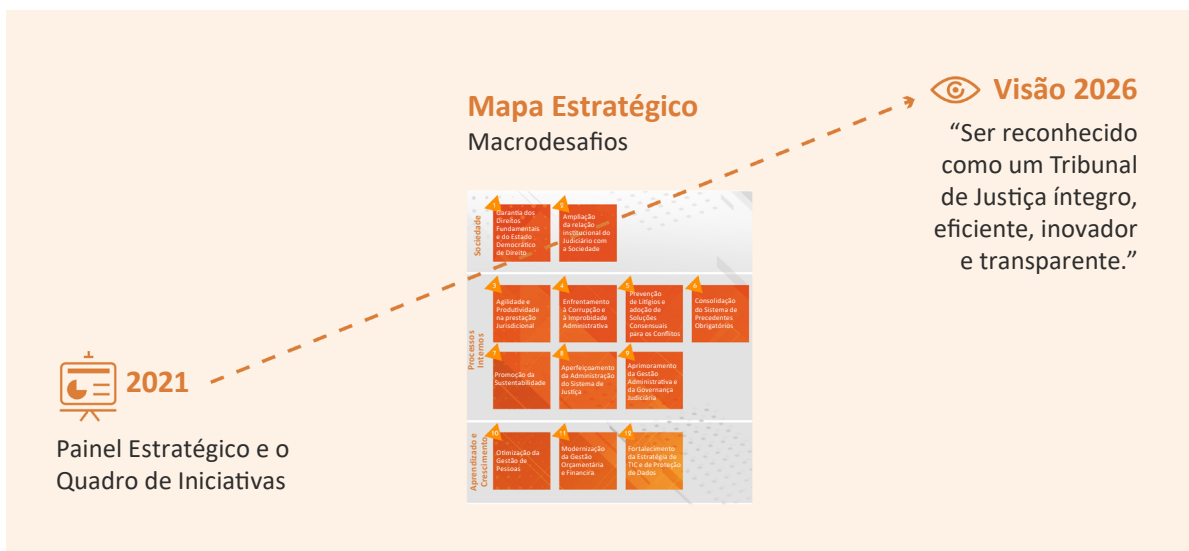 Visão 2026
“Ser reconhecido
como um Tribunal
de Justiça íntegro,
eficiente, inovador
e transparente.”
Mapa Estratégico
Macrodesafios
Sociedade
1
Garantia dos
Direitos
Fundamentais
e do Estado
Democrático
de Direito
2
Ampliação
da relação
institucional do
Judiciário com
a Sociedade
Processos
Internos
3
Agilidade e
Produtividade
na prestação
Jurisdicional
4
Enfrentamento
à Corrupção e
à Improbidade
Administrativa
5
Prevenção
de Litígios e
adoção de
Soluções
Consensuais
para os Conflitos
6
Consolidação
do Sistema de
Precedentes
Obrigatórios
7
Promoção da
Sustentabilidade
8
Aperfeiçoamento
da Administração
do Sistema de
Justiça
9
Aprimoramento
da Gestão
Administrativa e
da Governança
Judiciária
Aprendizado e
Crescimento
10
Otimização da
Gestão de
Pessoas
11
Modernização
da Gestão
Orçamentária
e Financira
12
Fortalecimento
da Estratégia de
TIC e de Proteção
de Dados
2021
Painel Estratégico e o
Quadro de Iniciativas